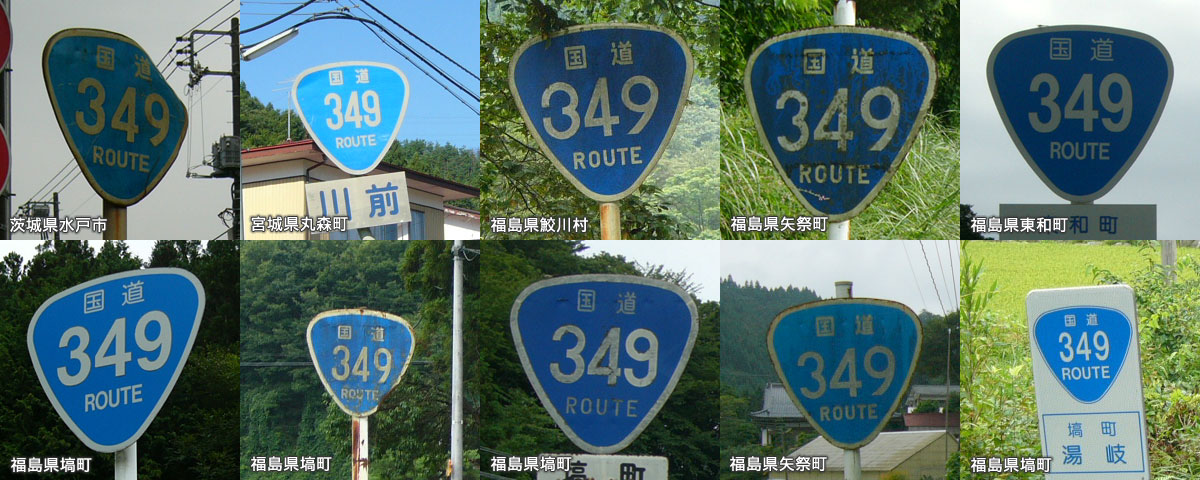 国道
349
ROUTE
茨城県水戸市
国道
349
ROUTE
川前
宮城県丸森町
国道
349
ROUTE
福島県鮫川村
国道
349
ROUTE
福島県矢祭町
国道
349
ROUTE
和町
福島県東和町
国道
349
ROUTE
福島県塙町
国道
349
ROUTE
福島県塙町
国道
349
ROUTE
塙町
福島県塙町
国道
349
ROUTE
福島県矢祭町
国道
349
ROUTE
塙町
湯岐
福島県塙町